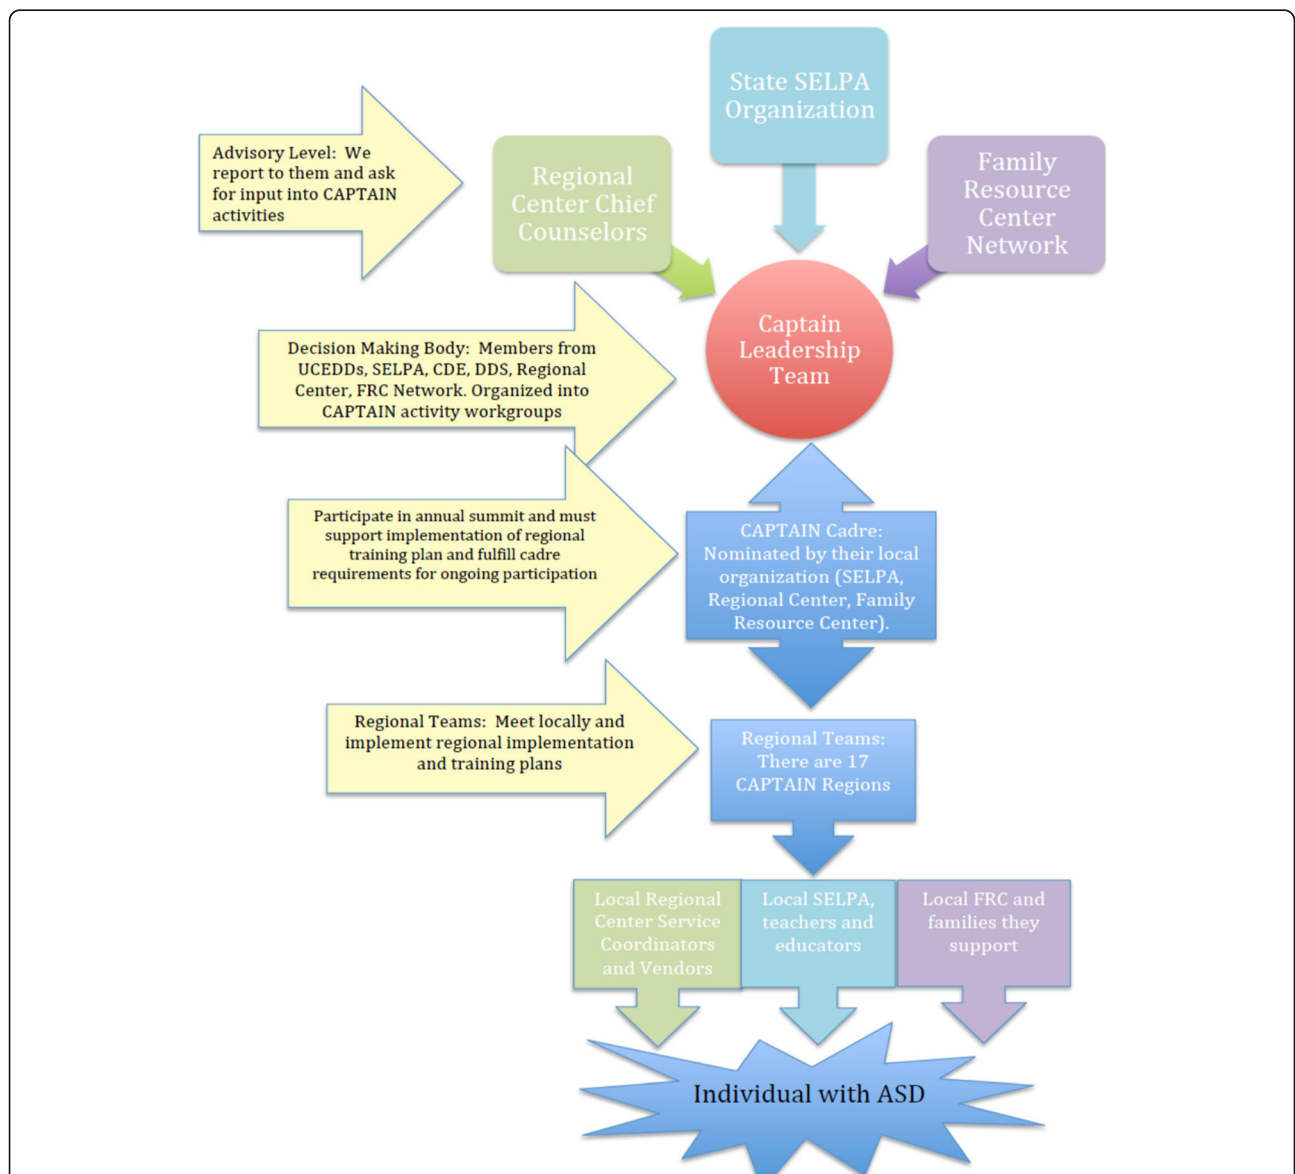 State SELPA
Organization
Advisory Level: We
report to them and ask
for input into CAPTAIN
activities
Regional
Center Chief
Counselors
Family
Resource
Center
Network
Captain
Leadership
Team
Decision Making Body: Members from
UCEDDs, SELPA, CDE, DDS, Regional
Center, FRC Network. Organized into
CAPTAIN activity workgroups
Participate in annual summit and must
support implementation of regional
training plan and fulfill cadre
requirements for ongoing participation
CAPTAIN Cadre:
Nominated by their local
organization (SELPA,
Regional Center, Family
Resource Center).
Regional Teams: Meet locally and
implement regional implementation
and training plans
Regional Teams:
There are 17
CAPTAIN Regions
Local Regional
Center Service
Coordinators
and Vendors
Local SELPA,
teachers and
educators
Local FRC and
families they
support
Individual with ASD